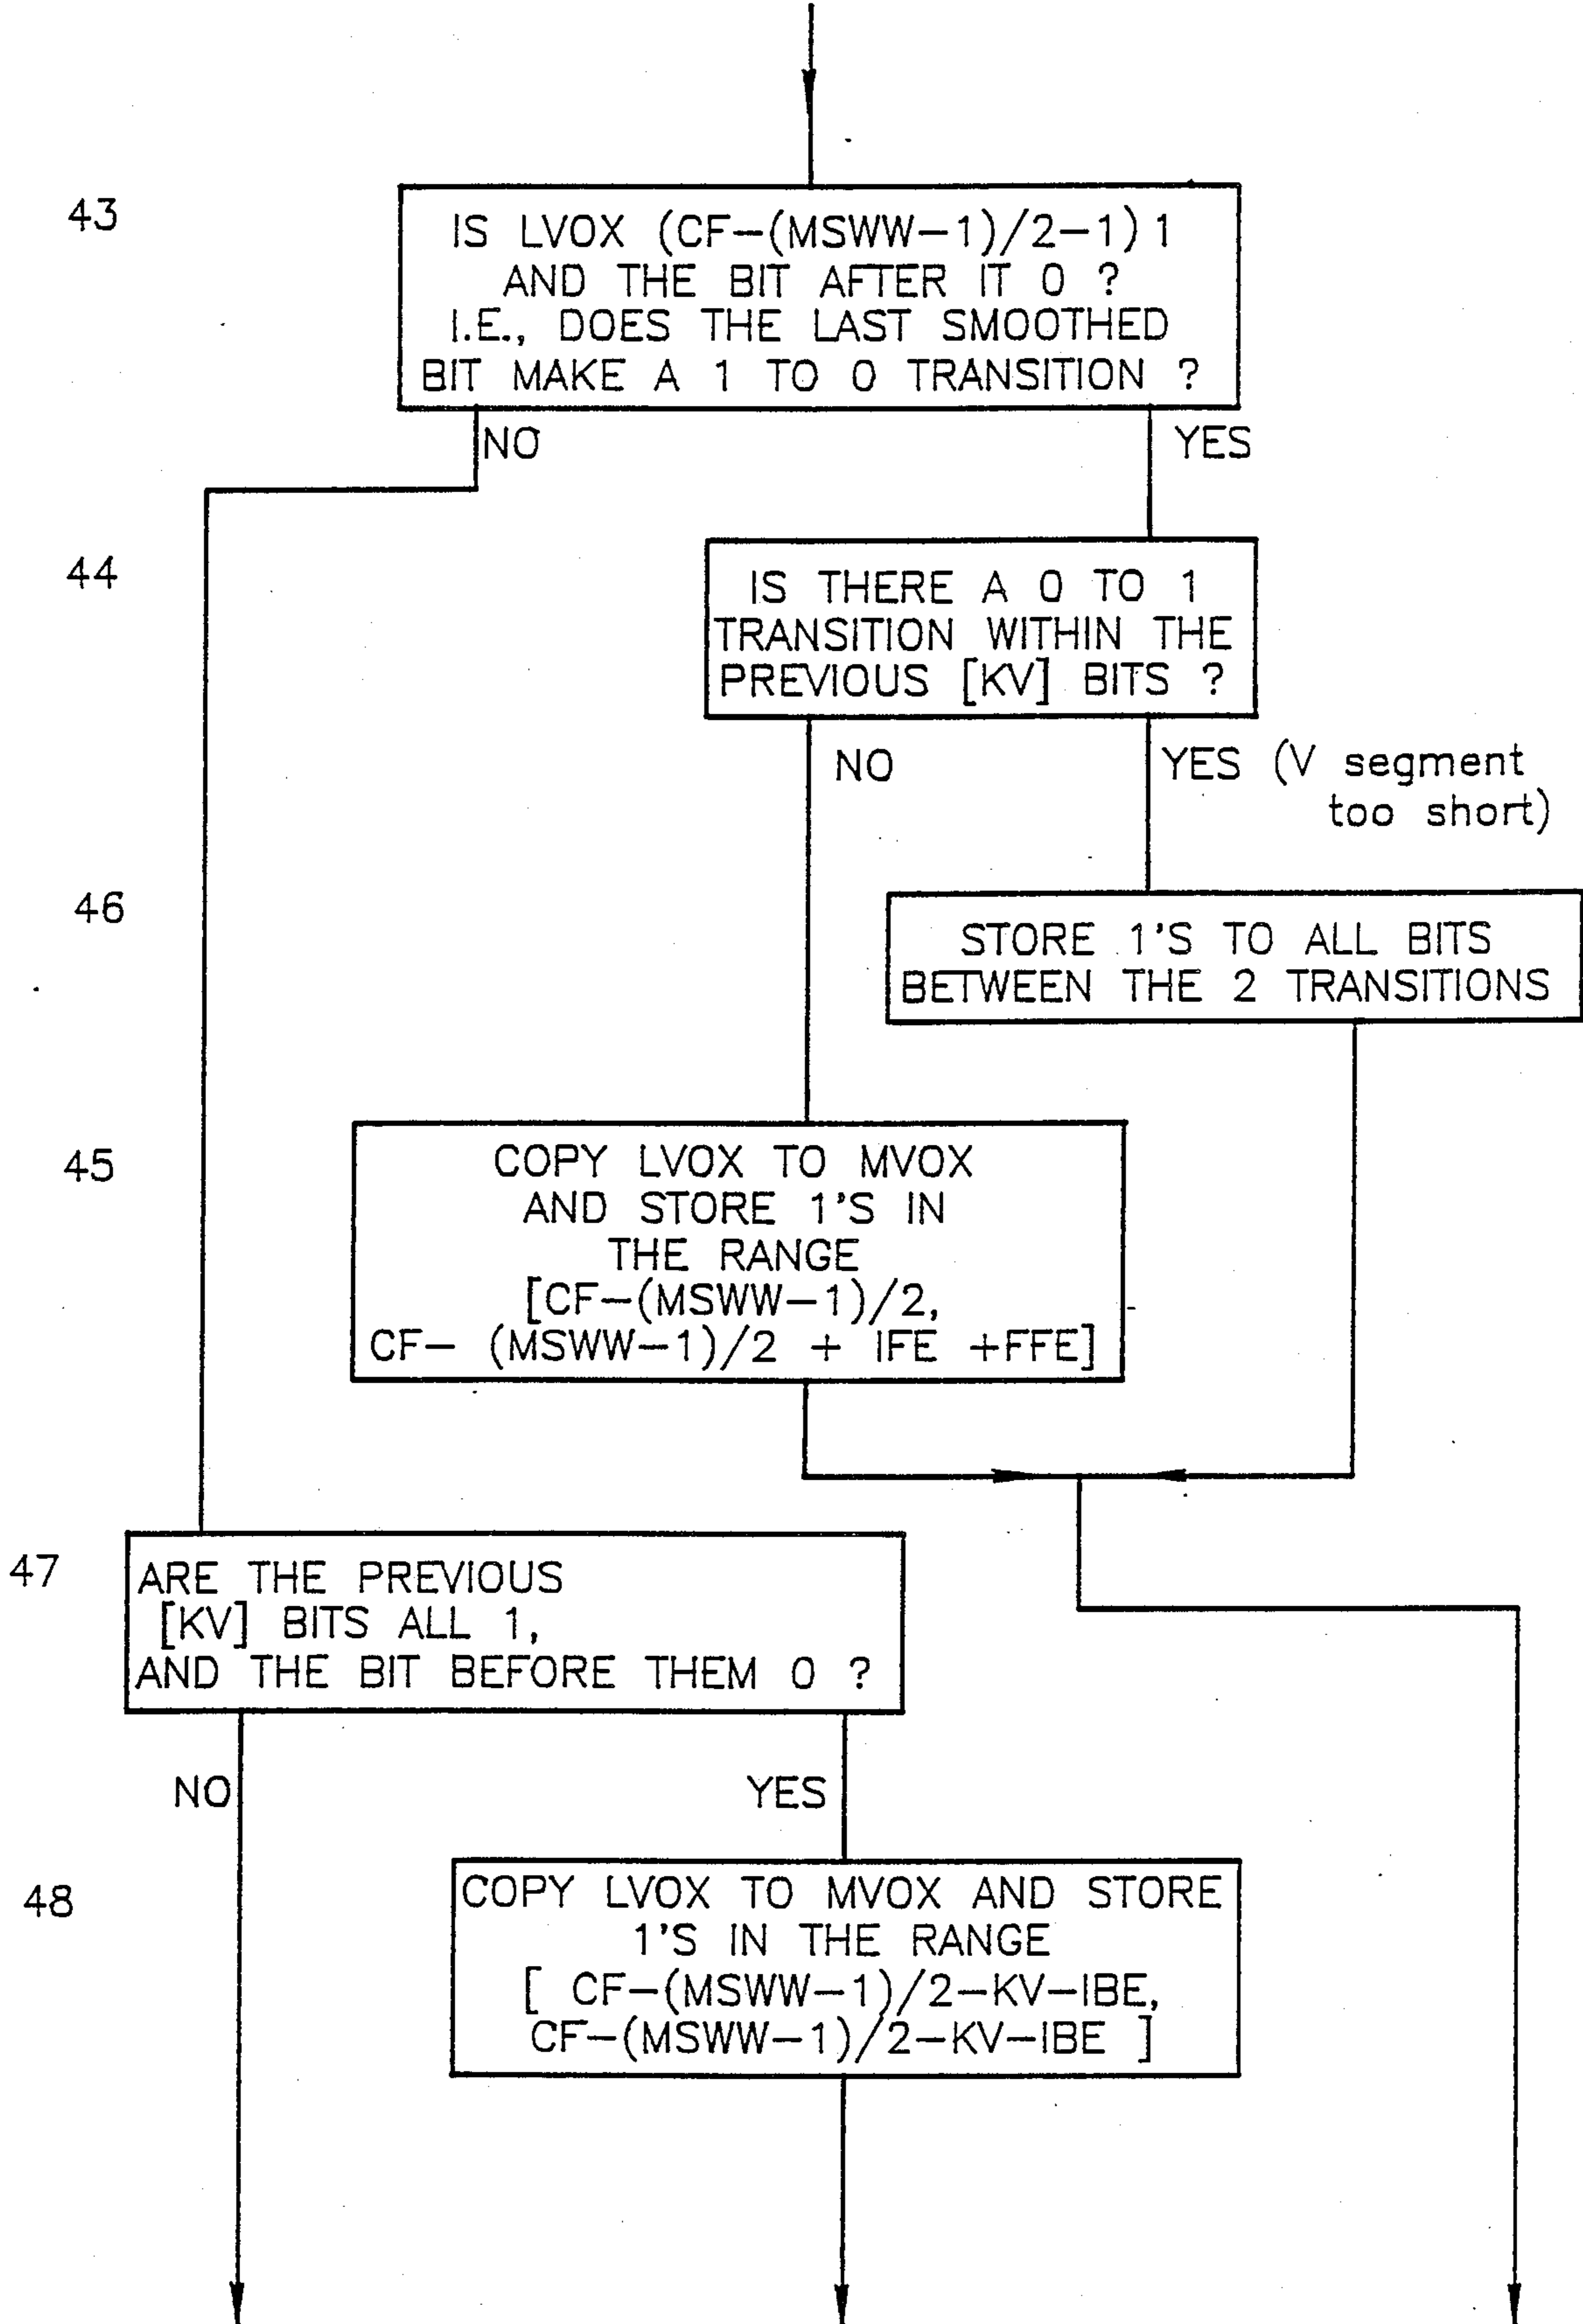 43
IS LVOX (CF-(MSWW-1)/2-1) 1
AND THE BIT AFTER IT 0 ?
I.E., DOES THE LAST SMOOTHED
BIT MAKE A 1 TO 0 TRANSITION ?
NO
YES
44
IS THERE A 0 TO 1
TRANSITION WITHIN THE
PREVIOUS [KV] BITS ?
NO
YES (V segment
too short)
46
STORE 1'S TO ALL BITS
BETWEEN THE 2 TRANSITIONS
45
COPY LVOX TO MVOX
AND STORE 1'S IN
THE RANGE
[CF-(MSWW-1)/2,
CF- (MSWW-1)/2 + IFE +FFE]
47
ARE THE PREVIOUS
[KV] BITS ALL 1,
AND THE BIT BEFORE THEM 0 ?
NO
YES
48
COPY LVOX TO MVOX AND STORE
1'S IN THE RANGE
[ CF-(MSWW-1)/2-KV-IBE,
CF-(MSWW-1)/2-KV-IBE ]